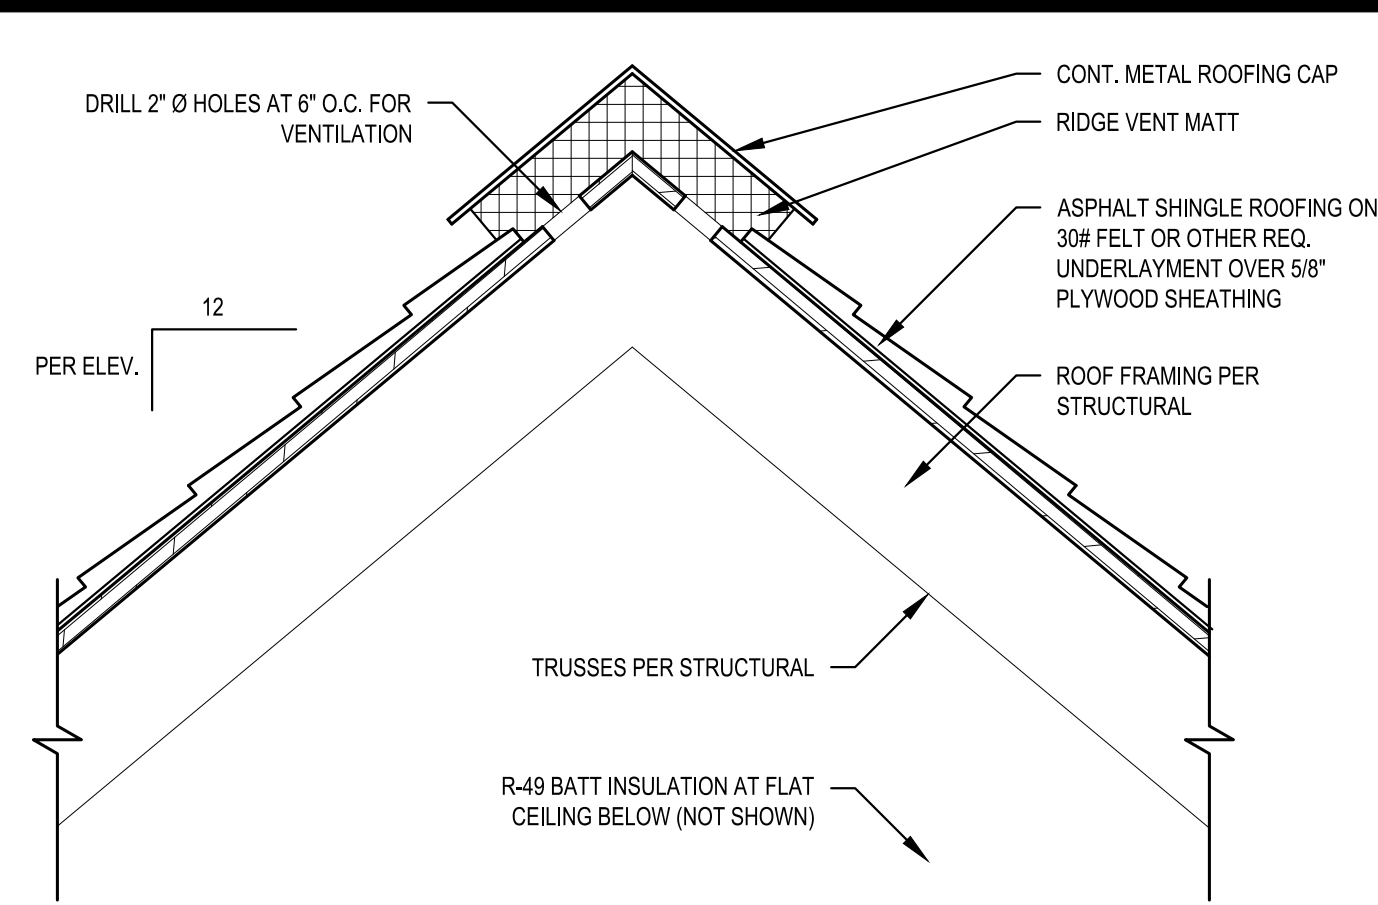 DRILL 2" Ø HOLES AT 6" O.C. FOR
VENTILATION
CONT. METAL ROOFING CAP
RIDGE VENT MATT
ASPHALT SHINGLE ROOFING ON
30# FELT OR OTHER REQ.
UNDERLAYMENT OVER 5/8"
PLYWOOD SHEATHING
12
PER ELEV.
ROOF FRAMING PER
STRUCTURAL
TRUSSES PER STRUCTURAL
R-49 BATT INSULATION AT FLAT
CEILING BELOW (NOT SHOWN)